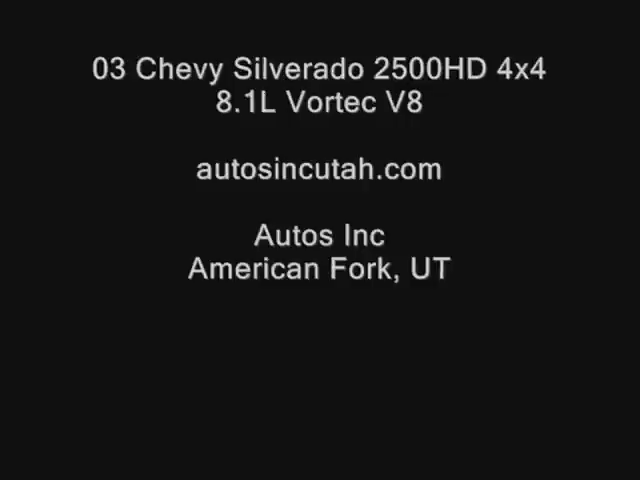 03 Chevy Silverado 2500HD 4x4
8.1L Vortec V8
autosincutah.com
Autos Inc
American Fork, UT